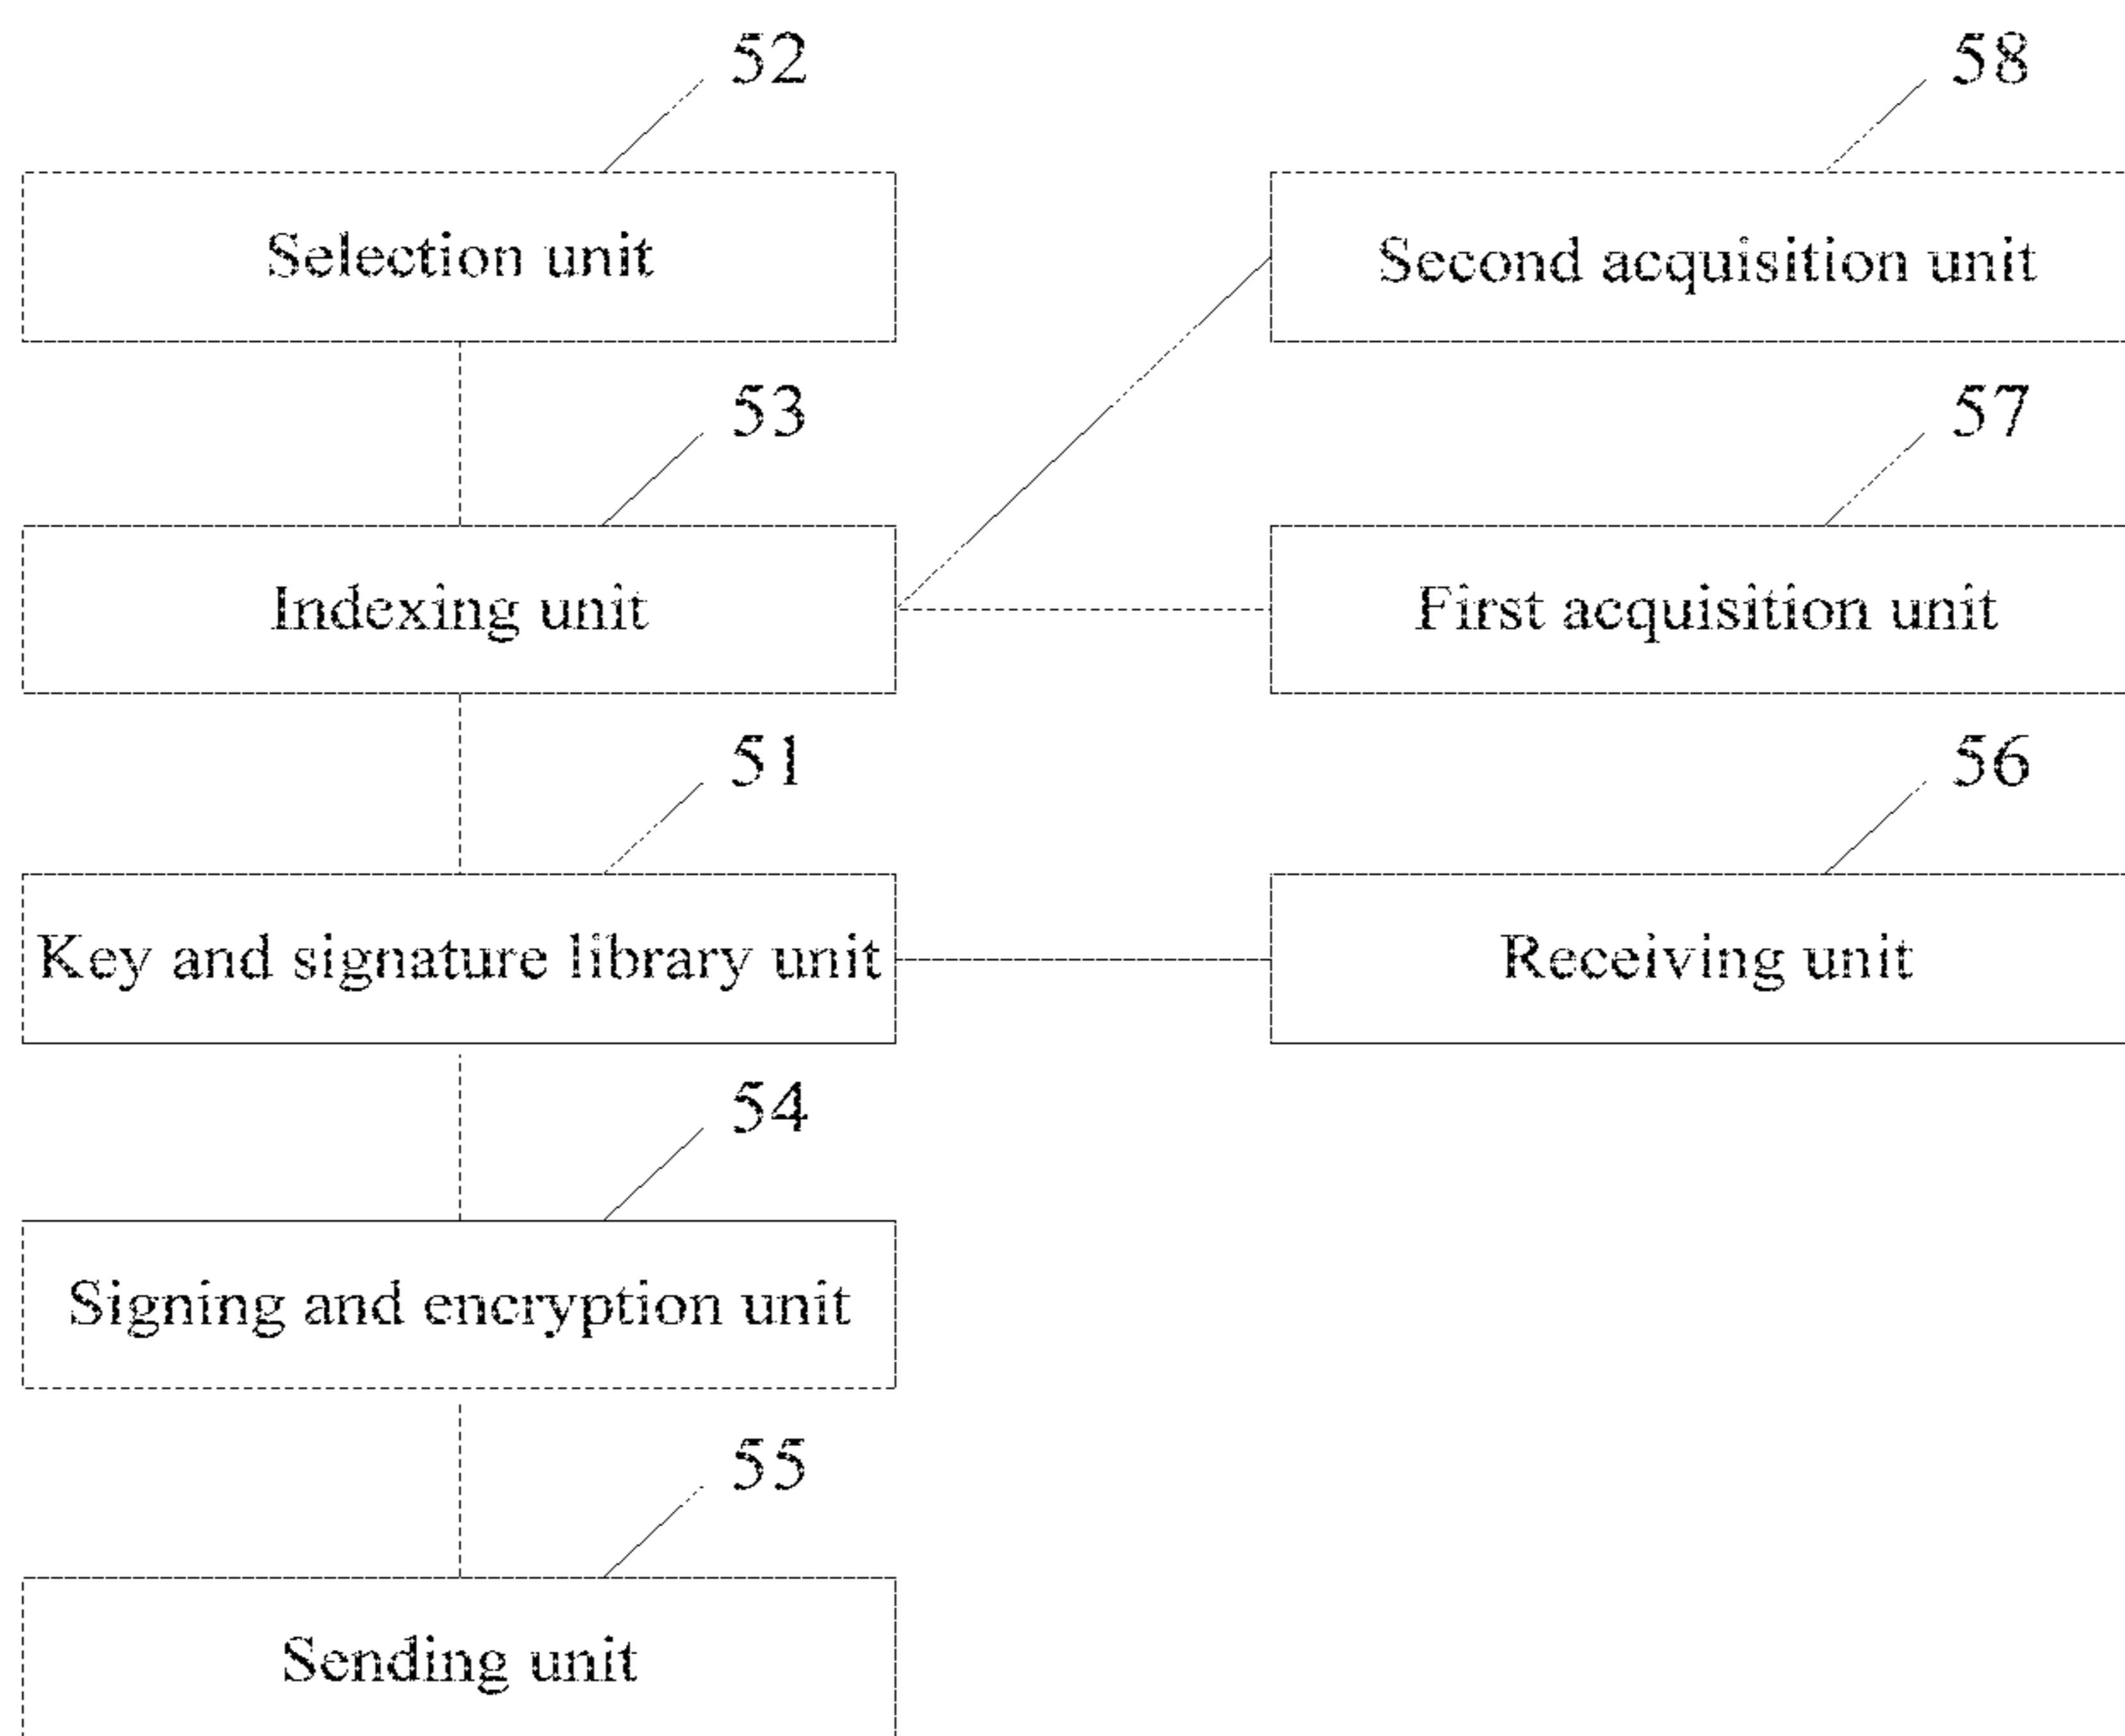 52
58
Selection unit
Second acquisition unit
53
57
Indexing unit
First acquisition unit
51
56
Key and signature library unit
Receiving unit
54
Signing and encryption unit
55
Sending unit